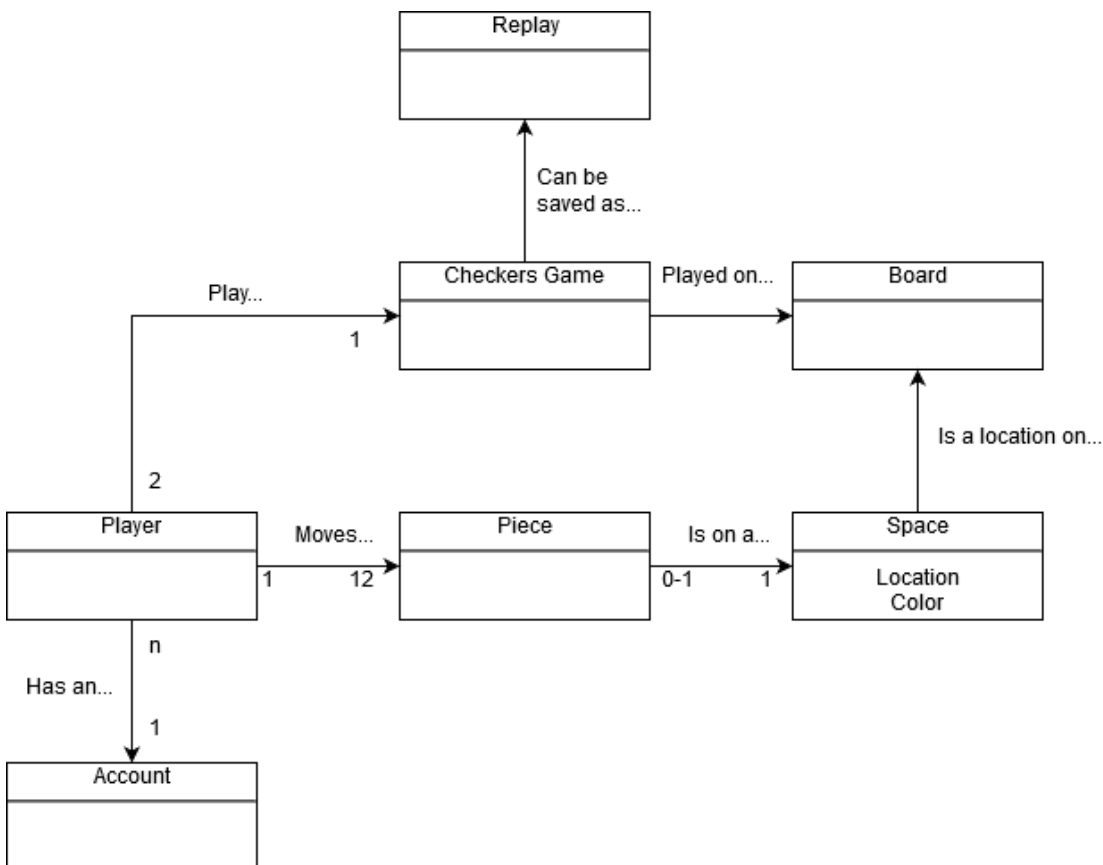 Replay
Can be
saved as...
Checkers Game
Played on...
Board
Play...
1
Is a location on...
2
Player
Moves...
Piece
Is on a...
Space
1
12
0-1
1
Location
Color
n
Has an...
1
Account